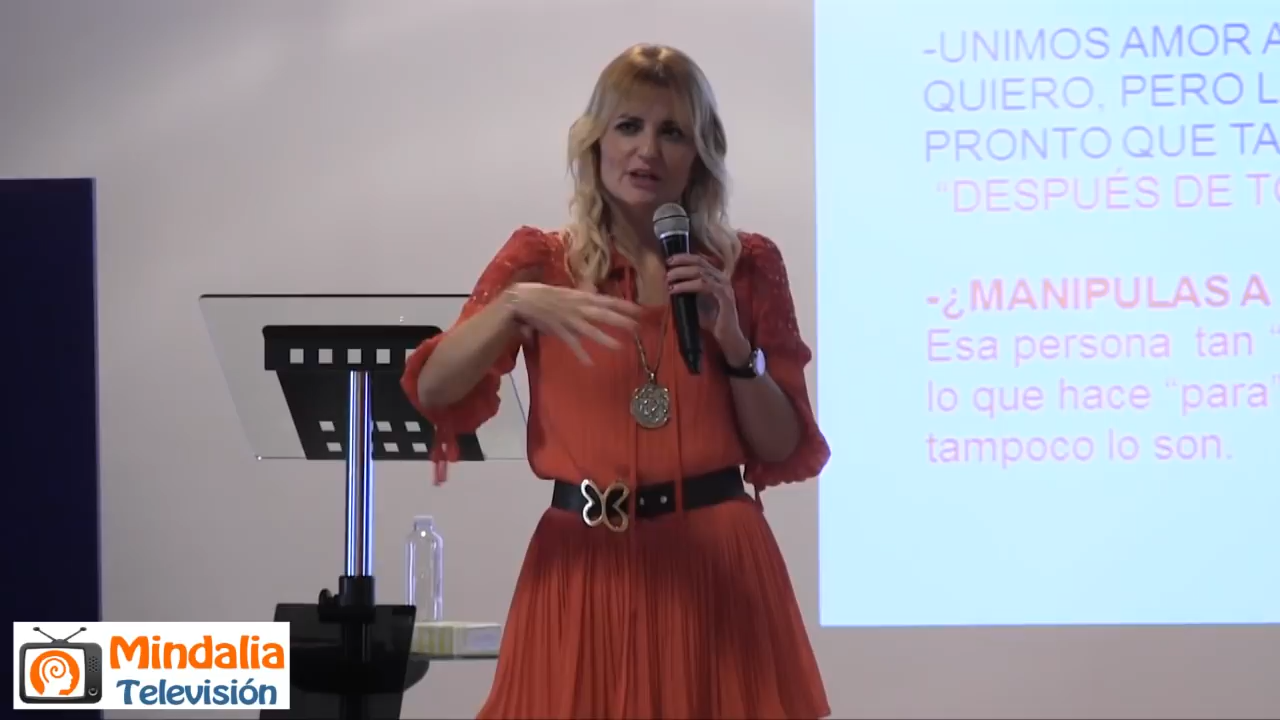 -UNIMOS AMOR A
QUIERO, PERO L
PRONTO QUE TA
“DESPUÉS DE TO
-¿MANIPULAS A
Esa persona tan “
lo que hace “para”
tampoco lo son.
Mindalia
Televisión